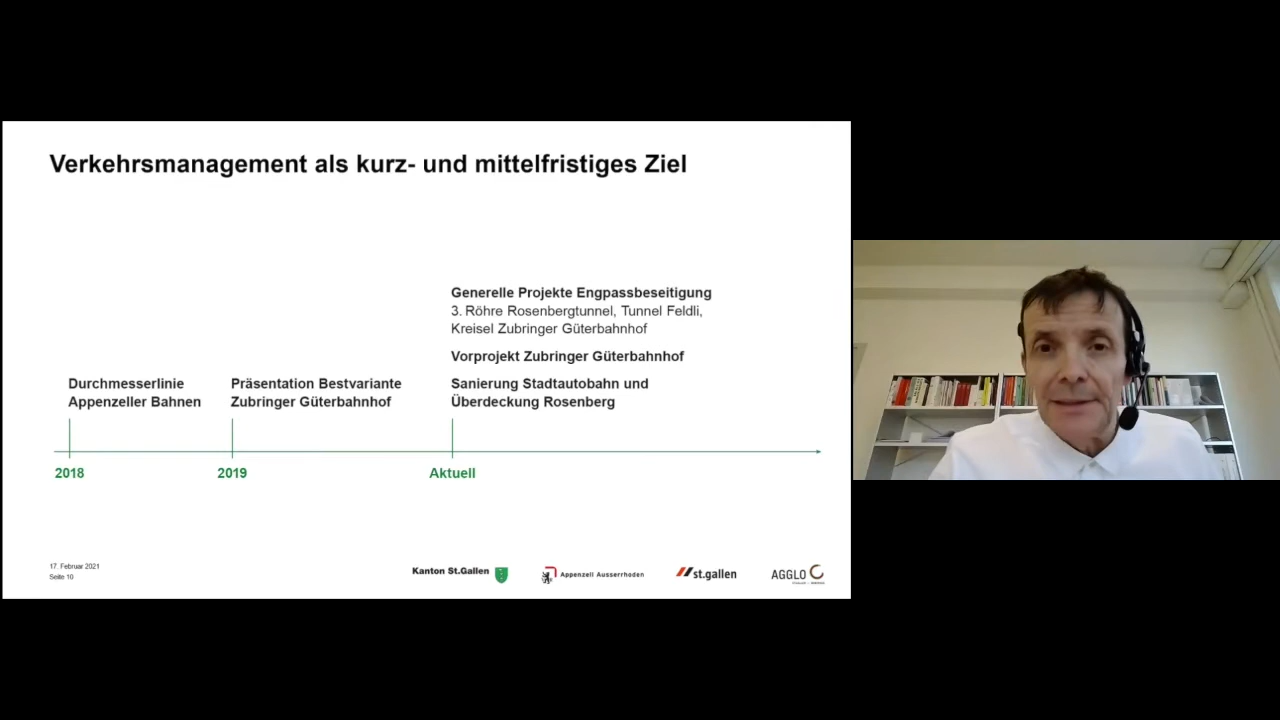 Verkehrsmanagement als kurz- und mittelfristiges Ziel
Generelle Projekte Engpassbeseitigung
3. Röhre Rosenbergtunnel, Tunnel Feldli,
Kreisel Zubringer Güterbahnhof
Vorprojekt Zubringer Güterbahnhof
Durchmesserlinie
Appenzeller Bahnen
Präsentation Bestvariante
Zubringer Güterbahnhof
Sanierung Stadtautobahn und
Überdeckung Rosenberg
2018
2019
Aktuell
17. Februar 2021
Seite 10
Kanton St.Gallen
Appenzell Ausserrhoden
st.gallen
AGGLO